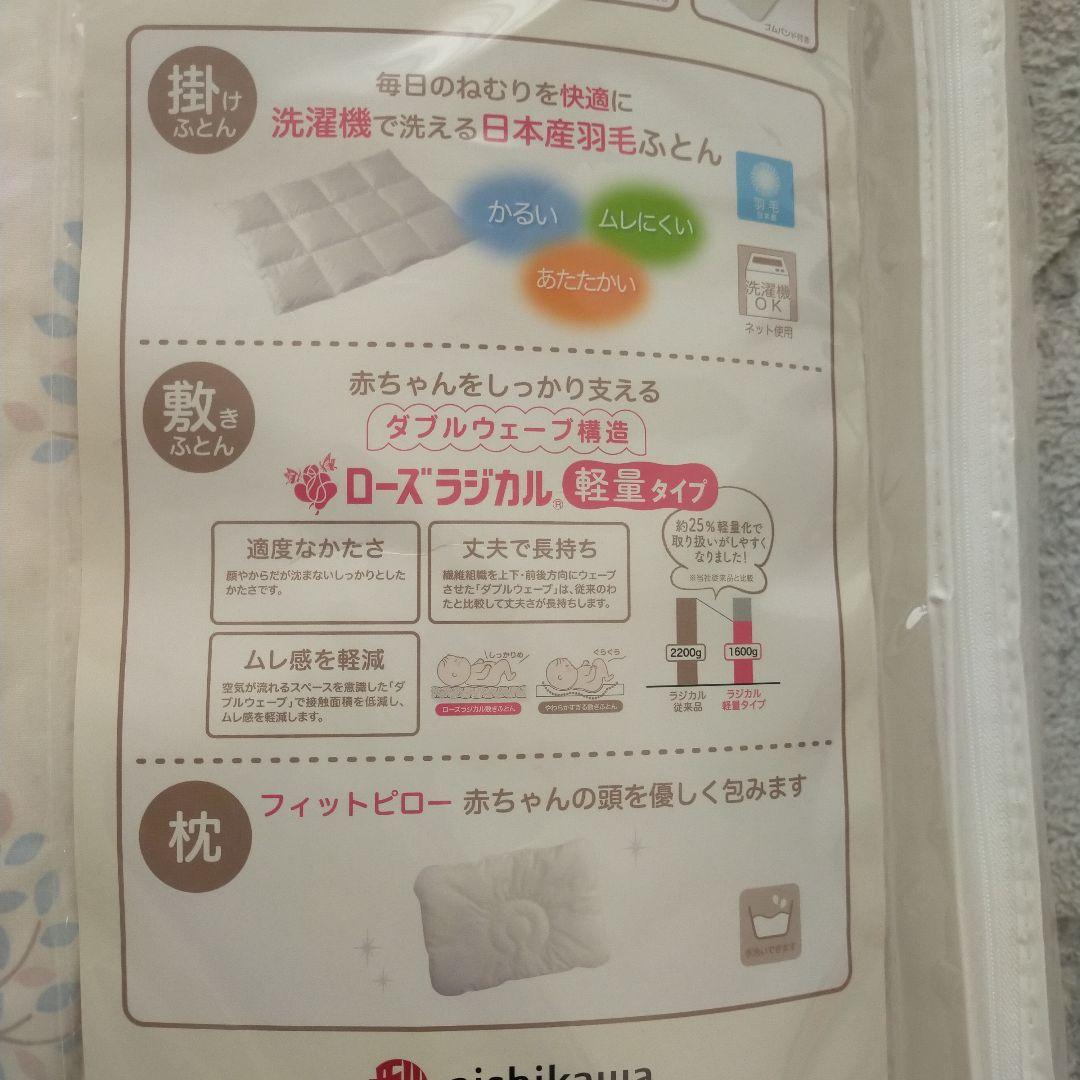 ゴムバンド付き
掛け
ふとん
毎日のねむりを快適に
洗濯機で洗える日本産羽毛ふとん
かるい
ムレにくい
あたたかい
羽毛
洗濯機
OK
ネット使用
敷き
ふとん
赤ちゃんをしっかり支える
ダブルウェーブ構造
ローズラジカル® 軽量タイプ
適度なかたさ
顔やからだが沈まないしっかりとした
かたさです。
丈夫で長持ち
繊維組織を上下・前後方向にウェーブ
させた「ダブルウェーブ」は、従来のわ
たと比較して丈夫さが長持ちします。
約25%軽量化で
取り扱いがしやすく
なりました!
※当社従来品と比較
2200g
1600g
ラジカル
従来品
ラジカル
軽量タイプ
ムレ感を軽減
空気が流れるスペースを意識した「ダ
ブルウェーブ」で接触面積を低減し、
ムレ感を軽減します。
しっかりめ
ローズラジカル敷きふとん
ぐらぐら
やわらかすぎる敷きふとん
枕
フィットピロー 赤ちゃんの頭を優しく包みます
手洗いできます
nishikawa